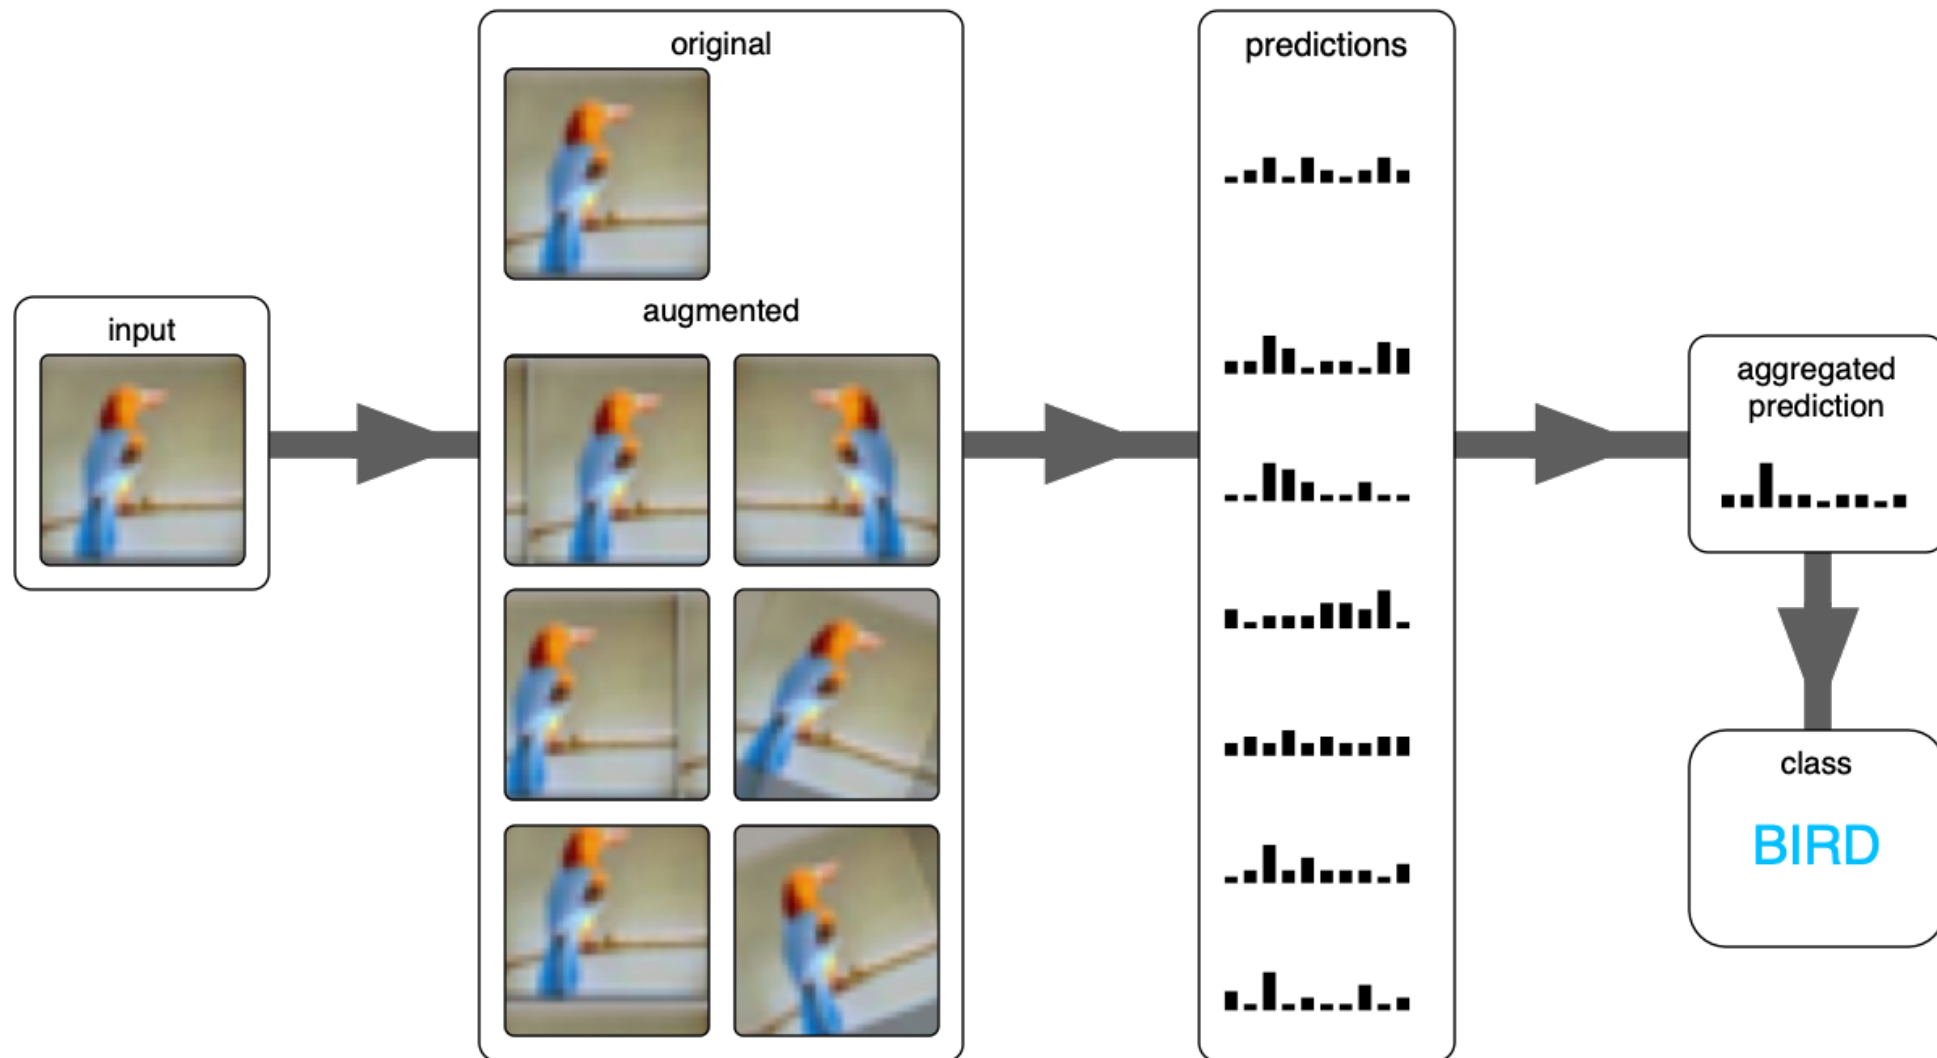 input
original
augmented
predictions
aggregated
prediction
class
BIRD